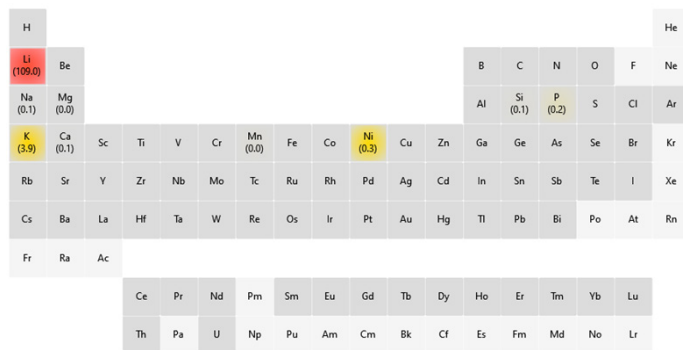 H He
Li Be B C N O F Ne
(109.0)
Na Mg Al Si P S Cl Ar
(0.1) (0.0) (0.1) (0.2)
K Ca Sc Ti V Cr Mn Fe Co Ni Cu Zn Ga Ge As Se Br Kr
(3.9) (0.1) (0.0) (0.3)
Rb Sr Y Zr Nb Mo Tc Ru Rh Pd Ag Cd In Sn Sb Te I Xe
Cs Ba La Hf Ta W Re Os Ir Pt Au Hg Tl Pb Bi Po At Rn
Fr Ra Ac
Ce Pr Nd Pm Sm Eu Gd Tb Dy Ho Er Tm Yb Lu
Th Pa U Np Pu Am Cm Bk Cf Es Fm Md No Lr